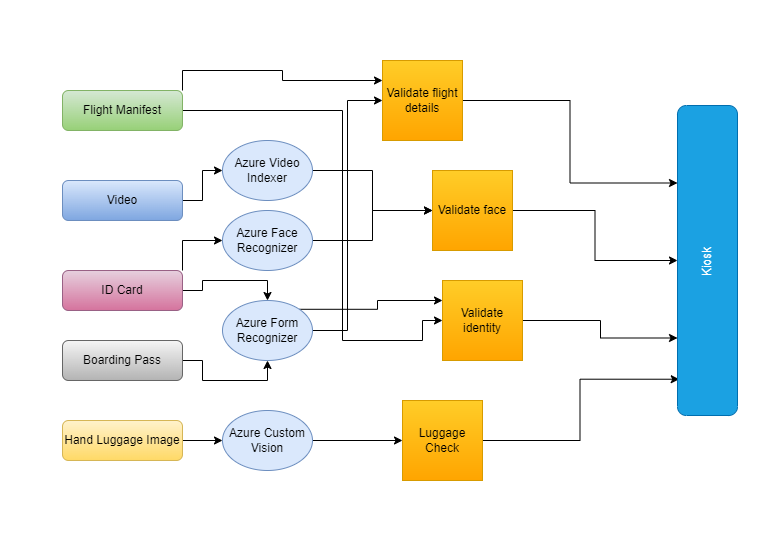 Flight Manifest
Validate flight
details
Video
Azure Video
Indexer
Validate face
Azure Face
Recognizer
ID Card
Azure Form
Recognizer
Validate
identity
Boarding Pass
Hand Luggage Image
Azure Custom
Vision
Luggage
Check
Kiosk